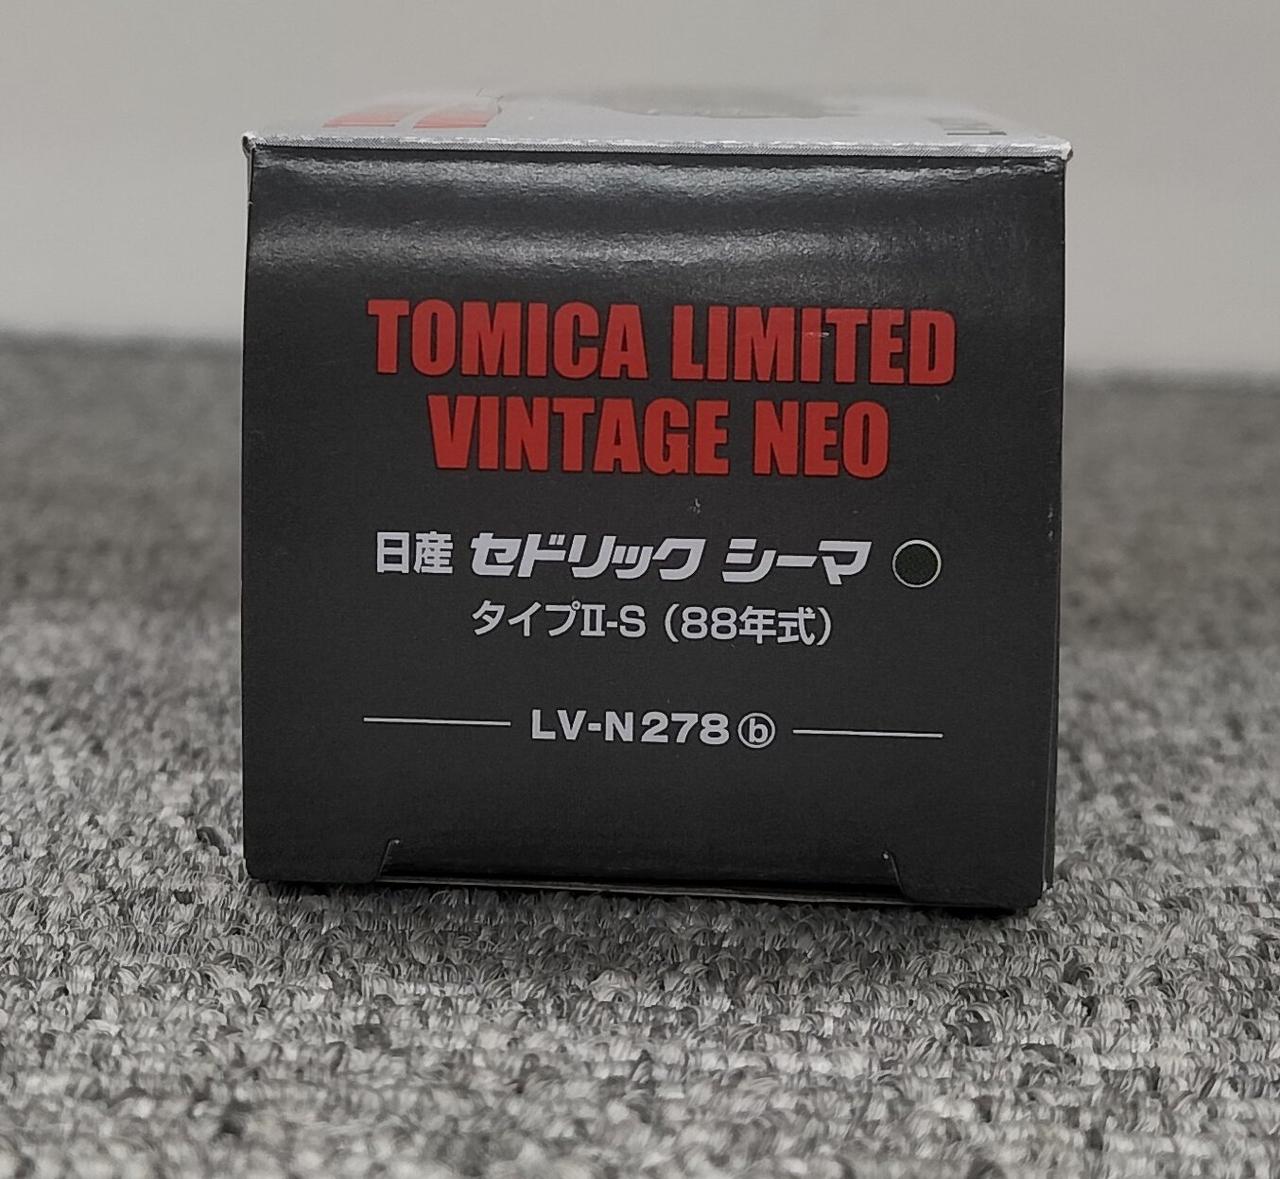 TOMICA LIMITED
VINTAGE NEO
日産 セドリック シーマ
タイプⅡ-S（88年式）
LV-N278ⓑ